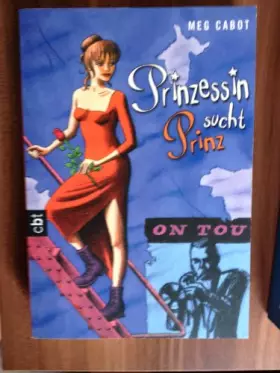 MEG CABOT
Prinzessin
sucht
Prinz
ON TOU
cbt